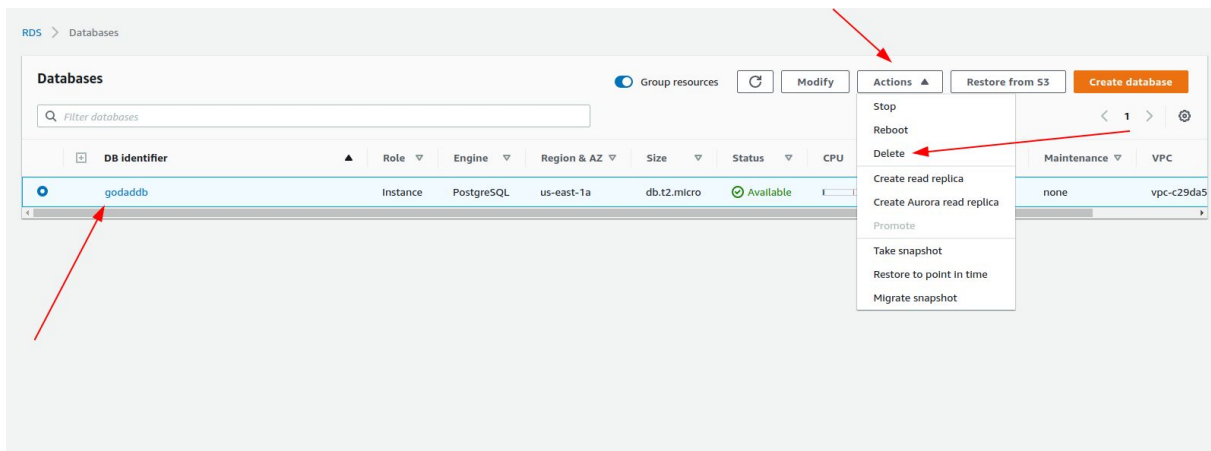 RDS > Databases
Databases
Group resources
Modify
Actions
Restore from S3
Create database
Filter databases
< 1 >
DB identifier Role Engine Region & AZ Size Status CPU Maintenance VPC
godaddb Instance PostgreSQL us-east-1a db.t2.micro Available none vpc-c29da5
Stop
Reboot
Delete
Create read replica
Create Aurora read replica
Promote
Take snapshot
Restore to point in time
Migrate snapshot